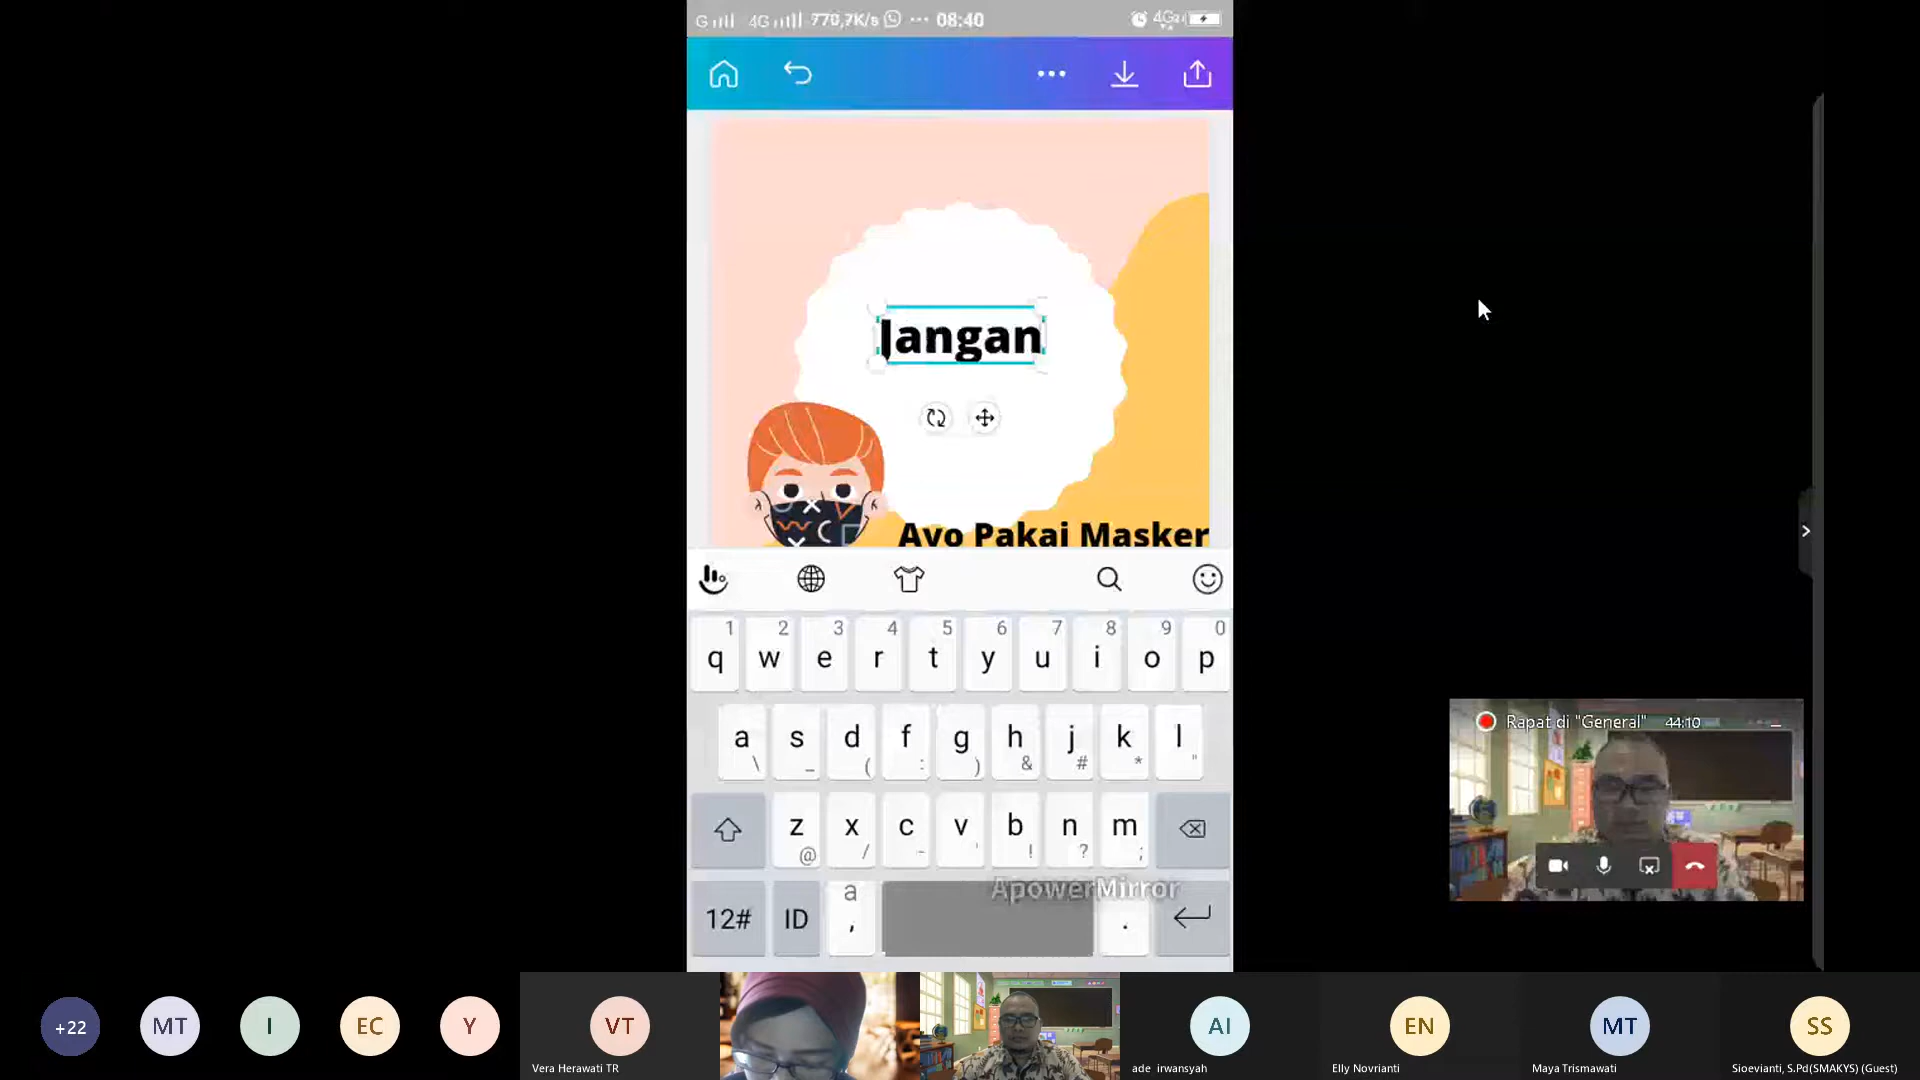 G 4G 770,7K/s ... 08:40 4G
Jangan
Ayo Pakai Masker
1 2 3 4 5 6 7 8 9 0
q w e r t y u i o p
a s d f g h j k l
\ _ ( : ) & # * "
z x c v b n m
@ / - ' ! ? ;
ApowerMirror
12# ID a , .
Rapat di "General" 44:10
+22 MT I EC Y VT AI EN MT SS
Vera Herawati TR ade irwansyah Elly Novrianti Maya Trismawati Sioevianti, S.Pd(SMAKYS) (Guest)